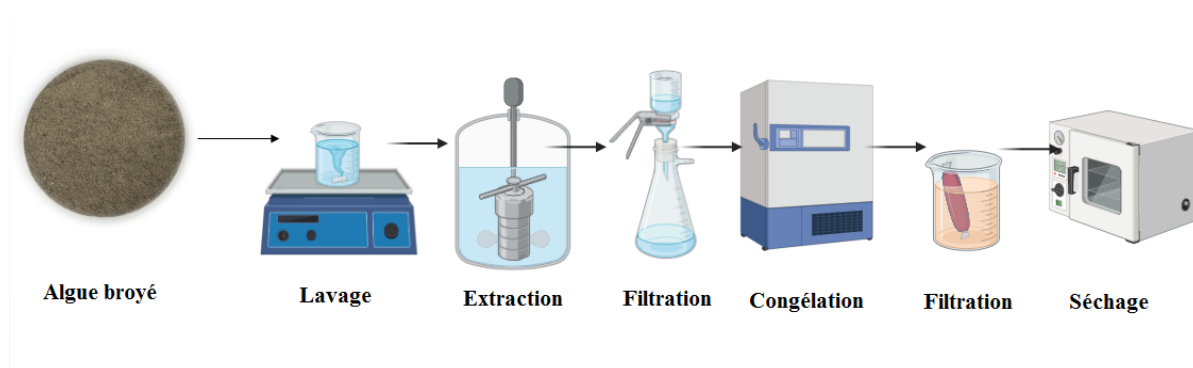 Algue broyé
Lavage
Extraction
Filtration
Congélation
Filtration
Séchage